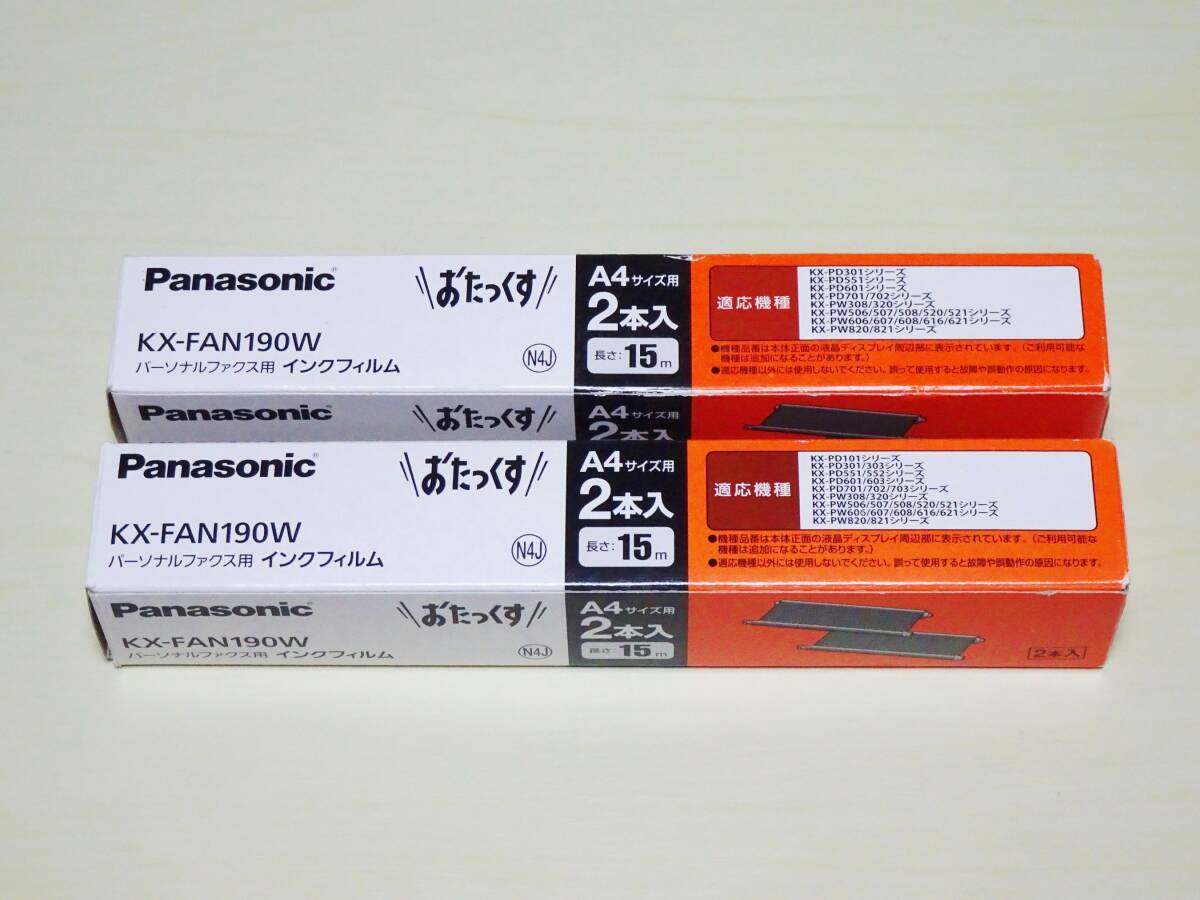 Panasonic
おたっくす
A4サイズ用
2本入
長さ:15m
KX-FAN190W
パーソナルファクス用 インクフィルム
N4J
適応機種
KX-PD301シリーズ
KX-PD551シリーズ
KX-PD601シリーズ
KX-PD701/702シリーズ
KX-PW308/320シリーズ
KX-PW506/507/508/520/521シリーズ
KX-PW606/607/608/616/621シリーズ
KX-PW820/821シリーズ
●機種品番は本体正面の液晶ディスプレイ周辺部に表示されています。(ご利用可能な
機種は追加になることがあります。)
●適応機種以外には使用しないでください。誤って使用すると故障や誤動作の原因になります。
Panasonic
おたっくす
A4サイズ用
2本入
Panasonic
おたっくす
A4サイズ用
2本入
長さ:15m
KX-FAN190W
パーソナルファクス用 インクフィルム
N4J
適応機種
KX-PD101シリーズ
KX-PD301/303シリーズ
KX-PD551/552シリーズ
KX-PD601/603シリーズ
KX-PD701/702/703シリーズ
KX-PW308/320シリーズ
KX-PW506/507/508/520/521シリーズ
KX-PW606/607/608/616/621シリーズ
KX-PW820/821シリーズ
●機種品番は本体正面の液晶ディスプレイ周辺部に表示されています。(ご利用可能な
機種は追加になることがあります。)
●適応機種以外には使用しないでください。誤って使用すると故障や誤動作の原因になります。
Panasonic
おたっくす
A4サイズ用
2本入
長さ:15m
KX-FAN190W
パーソナルファクス用 インクフィルム
N4J
2本入